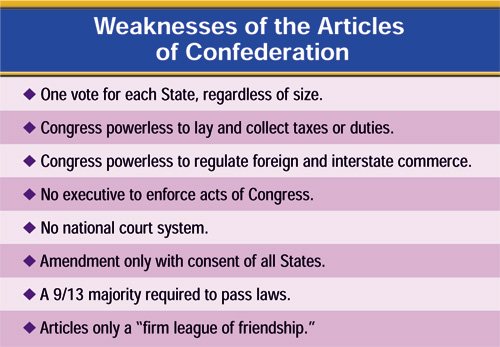 Weaknesses of the Articles
of Confederation
◆ One vote for each State, regardless of size.
◆ Congress powerless to lay and collect taxes or duties.
◆ Congress powerless to regulate foreign and interstate commerce.
◆ No executive to enforce acts of Congress.
◆ No national court system.
◆ Amendment only with consent of all States.
◆ A 9/13 majority required to pass laws.
◆ Articles only a “firm league of friendship.”